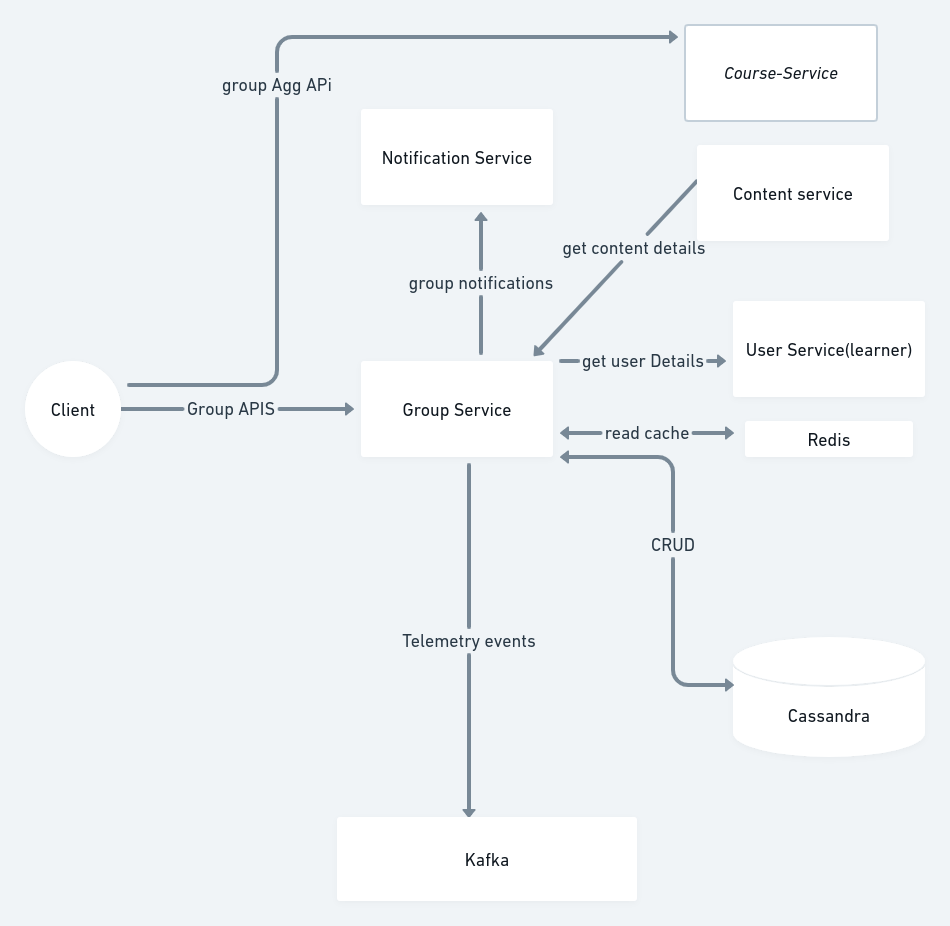 Course-Service
group Agg APi
Notification Service
Content service
get content details
group notifications
User Service(learner)
get user Details
Client
Group APIS
Group Service
read cache
Redis
CRUD
Telemetry events
Cassandra
Kafka